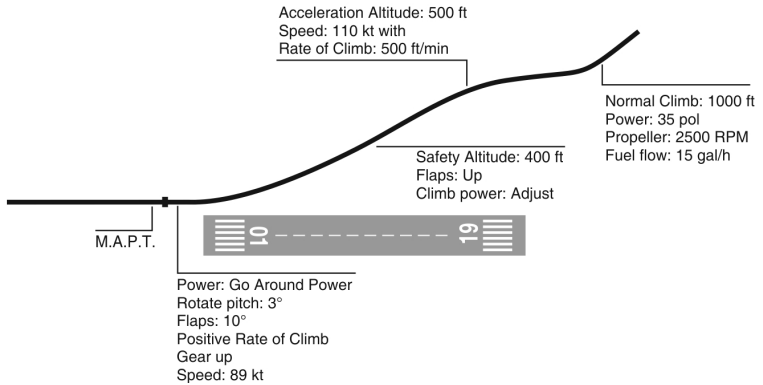 Acceleration Altitude: 500 ft
Speed: 110 kt with
Rate of Climb: 500 ft/min
Normal Climb: 1000 ft
Power: 35 pol
Propeller: 2500 RPM
Fuel flow: 15 gal/h
Safety Altitude: 400 ft
Flaps: Up
Climb power: Adjust
M.A.P.T.
10
19
Power: Go Around Power
Rotate pitch: 3°
Flaps: 10°
Positive Rate of Climb
Gear up
Speed: 89 kt